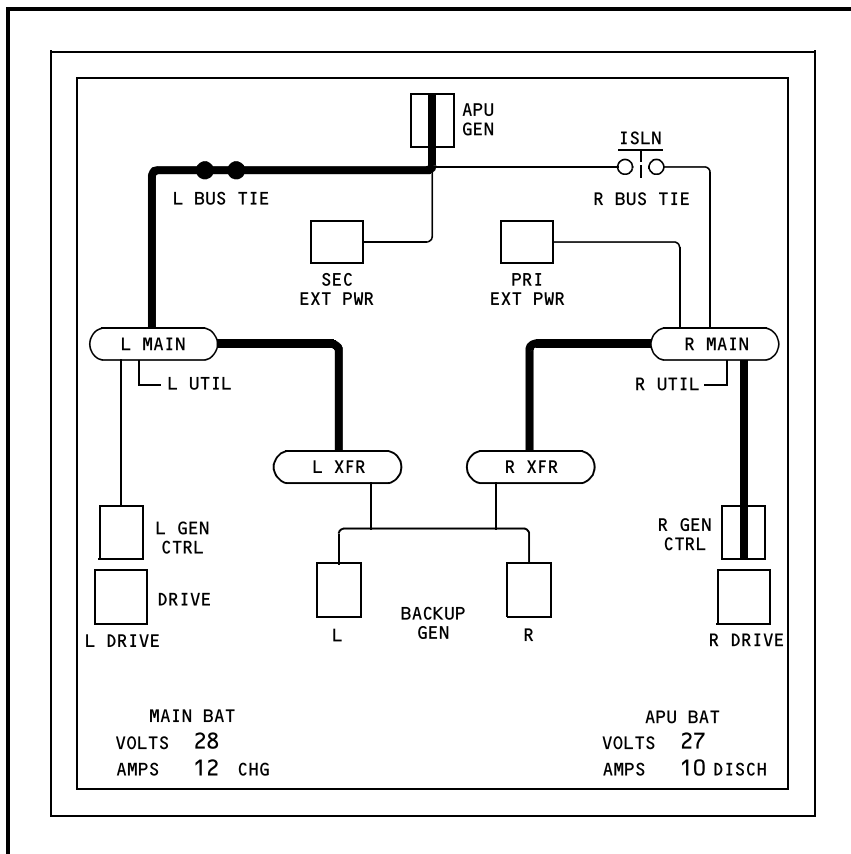 APU
GEN
ISLN
L BUS TIE
R BUS TIE
SEC
EXT PWR
PRI
EXT PWR
L MAIN
R MAIN
L UTIL
R UTIL
L XFR
R XFR
L GEN
CTRL
R GEN
CTRL
DRIVE
BACKUP
GEN
L
R
L DRIVE
R DRIVE
MAIN BAT
VOLTS 28
AMPS 12 CHG
APU BAT
VOLTS 27
AMPS 10 DISCH